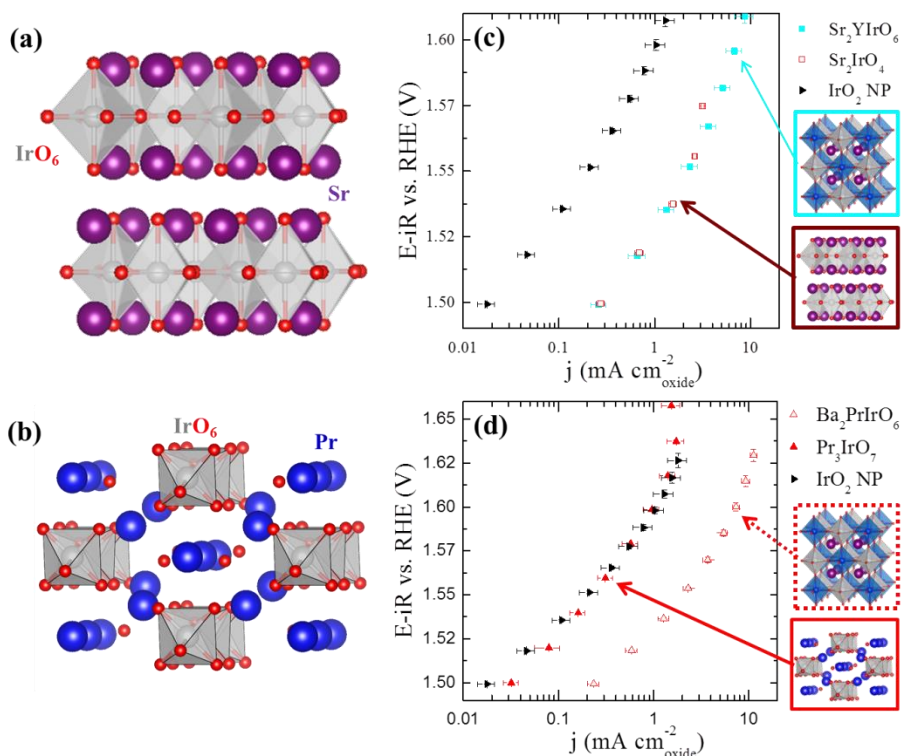 (a)
IrO₆
Sr
(b)
IrO₆
Pr
(c)
E-iR vs. RHE (V)
1.60
1.57
1.55
1.52
1.50
0.01 0.1 1 10
j (mA cm⁻²oxide)
Sr₂YIrO₆
Sr₂IrO₄
IrO₂ NP
(d)
E-iR vs. RHE (V)
1.65
1.62
1.60
1.57
1.55
1.52
1.50
0.01 0.1 1 10
j (mA cm⁻²oxide)
Ba₂PrIrO₆
Pr₃IrO₇
IrO₂ NP